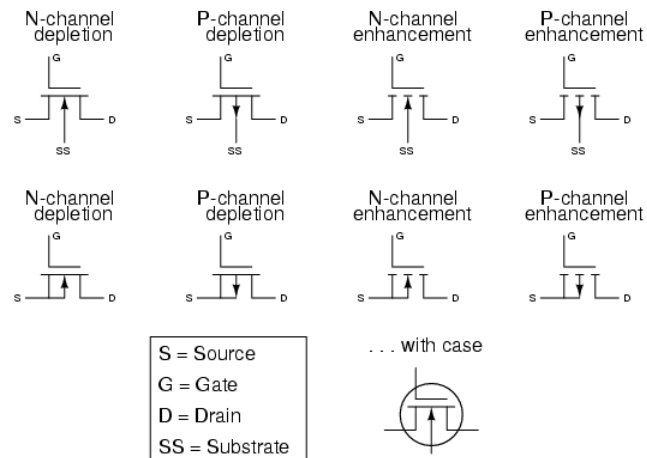 N-channel depletion
P-channel depletion
N-channel enhancement
P-channel enhancement
G
G
G
G
S
D
S
D
S
D
S
D
SS
SS
SS
SS
N-channel depletion
P-channel depletion
N-channel enhancement
P-channel enhancement
G
G
G
G
S
D
S
D
S
D
S
D
S = Source
G = Gate
D = Drain
SS = Substrate
. . . with case